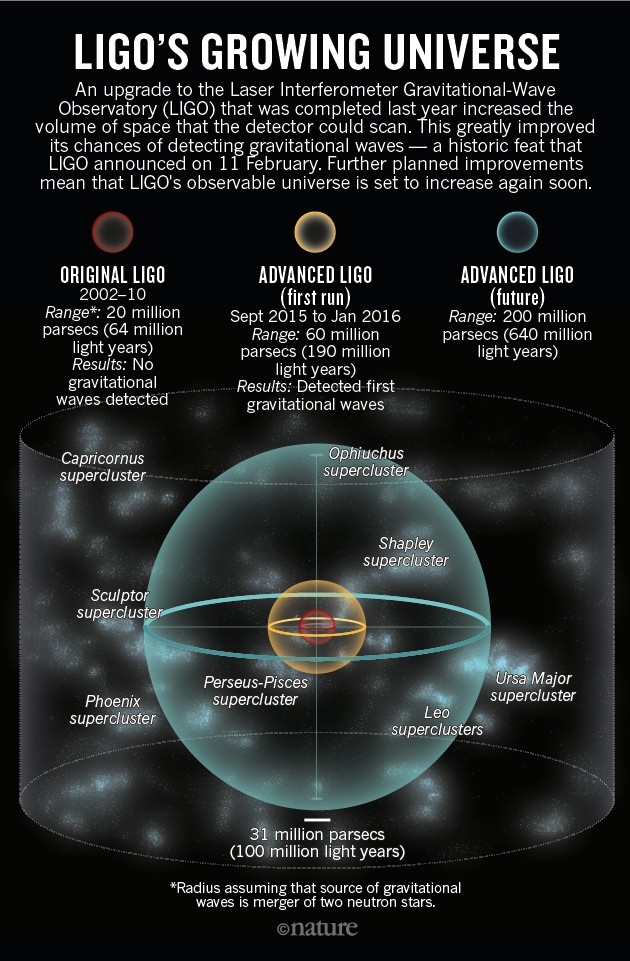 LIGO'S GROWING UNIVERSE
An upgrade to the Laser Interferometer Gravitational-Wave
Observatory (LIGO) that was completed last year increased the
volume of space that the detector could scan. This greatly improved
its chances of detecting gravitational waves — a historic feat that
LIGO announced on 11 February. Further planned improvements
mean that LIGO's observable universe is set to increase again soon.
ORIGINAL LIGO
2002–10
Range*: 20 million
parsecs (64 million
light years)
Results: No
gravitational
waves detected
ADVANCED LIGO
(first run)
Sept 2015 to Jan 2016
Range: 60 million
parsecs (190 million
light years)
Results: Detected first
gravitational waves
ADVANCED LIGO
(future)
Range: 200 million
parsecs (640 million
light years)
Capricornus
supercluster
Ophiuchus
supercluster
Shapley
supercluster
Sculptor
supercluster
Perseus-Pisces
supercluster
Ursa Major
supercluster
Phoenix
supercluster
Leo
superclusters
31 million parsecs
(100 million light years)
*Radius assuming that source of gravitational
waves is merger of two neutron stars.
©nature